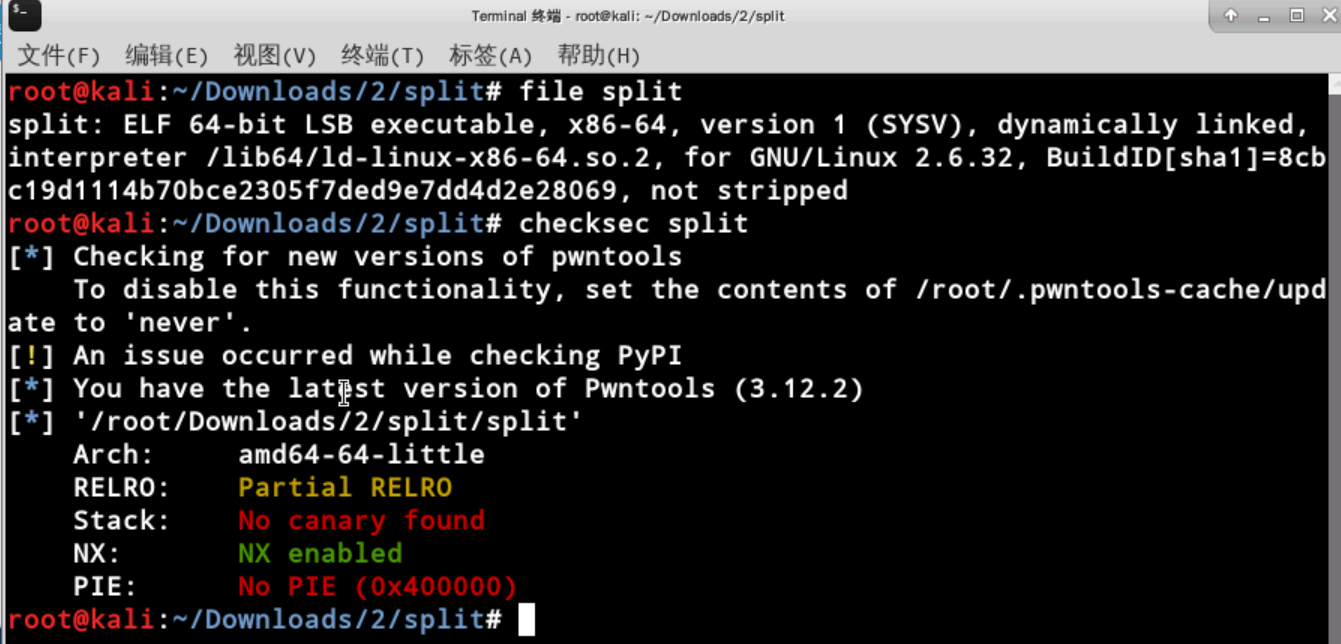 Terminal 终端 - root@kali: ~/Downloads/2/split
文件(F) 编辑(E) 视图(V) 终端(T) 标签(A) 帮助(H)
root@kali:~/Downloads/2/split# file split
split: ELF 64-bit LSB executable, x86-64, version 1 (SYSV), dynamically linked,
interpreter /lib64/ld-linux-x86-64.so.2, for GNU/Linux 2.6.32, BuildID[sha1]=8cb
c19d1114b70bce2305f7ded9e7dd4d2e28069, not stripped
root@kali:~/Downloads/2/split# checksec split
[*] Checking for new versions of pwntools
    To disable this functionality, set the contents of /root/.pwntools-cache/upd
ate to 'never'.
[!] An issue occurred while checking PyPI
[*] You have the latest version of Pwntools (3.12.2)
[*] '/root/Downloads/2/split/split'
    Arch:     amd64-64-little
    RELRO:    Partial RELRO
    Stack:    No canary found
    NX:       NX enabled
    PIE:      No PIE (0x400000)
root@kali:~/Downloads/2/split#